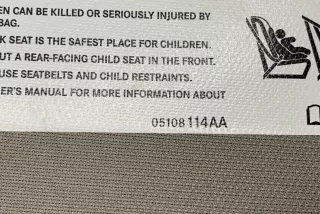 EN CAN BE KILLED OR SERIOUSLY INJURED BY
BAG.
K SEAT IS THE SAFEST PLACE FOR CHILDREN.
UT A REAR-FACING CHILD SEAT IN THE FRONT.
USE SEATBELTS AND CHILD RESTRAINTS.
ER'S MANUAL FOR MORE INFORMATION ABOUT
05108114AA